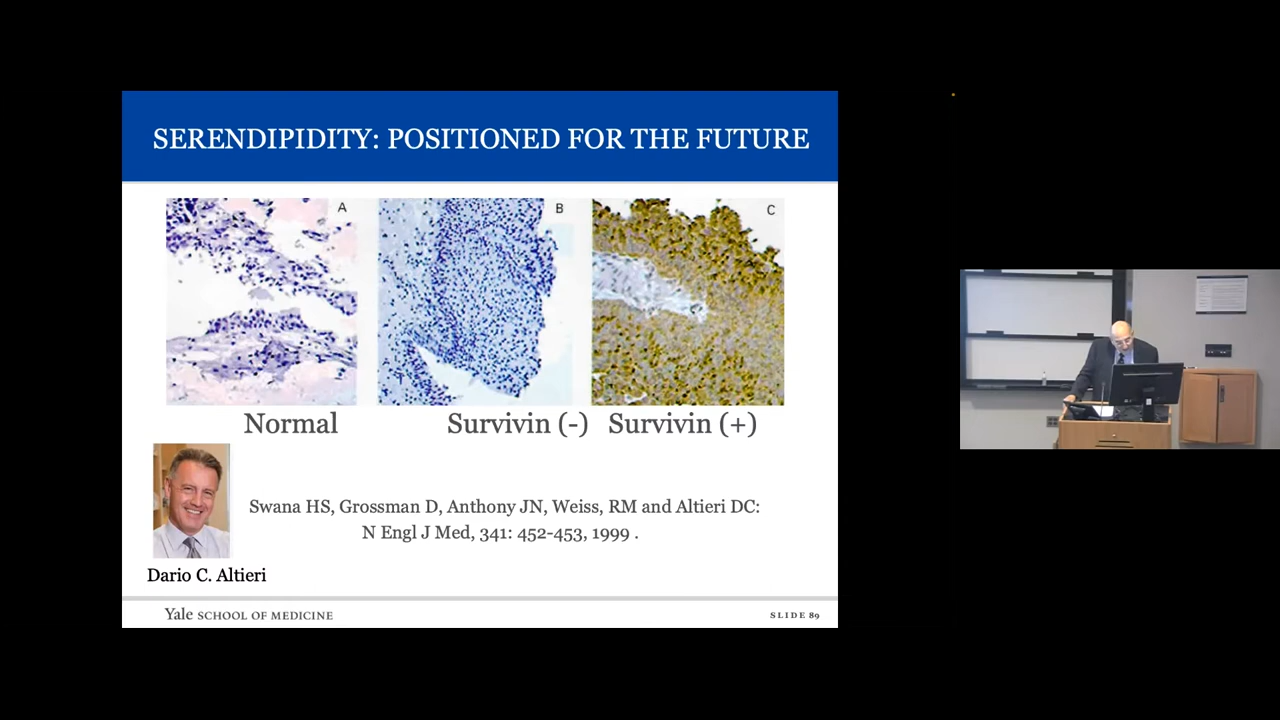 SERENDIPIDITY: POSITIONED FOR THE FUTURE
A
B
C
Normal
Survivin (-)
Survivin (+)
Swana HS, Grossman D, Anthony JN, Weiss, RM and Altieri DC:
N Engl J Med, 341: 452-453, 1999 .
Dario C. Altieri
Yale SCHOOL OF MEDICINE
SLIDE 89